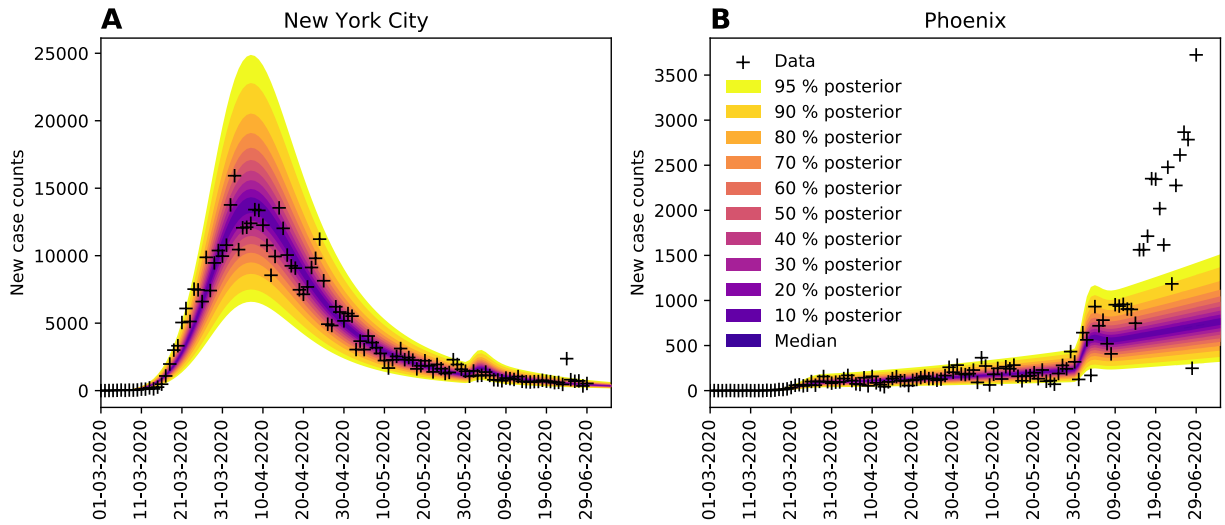 A
New York City
New case counts
25000
20000
15000
10000
5000
0
01-03-2020
11-03-2020
21-03-2020
31-03-2020
10-04-2020
20-04-2020
30-04-2020
10-05-2020
20-05-2020
30-05-2020
09-06-2020
19-06-2020
29-06-2020
B
Phoenix
New case counts
3500
3000
2500
2000
1500
1000
500
0
Data
95 % posterior
90 % posterior
80 % posterior
70 % posterior
60 % posterior
50 % posterior
40 % posterior
30 % posterior
20 % posterior
10 % posterior
Median
01-03-2020
11-03-2020
21-03-2020
31-03-2020
10-04-2020
20-04-2020
30-04-2020
10-05-2020
20-05-2020
30-05-2020
09-06-2020
19-06-2020
29-06-2020